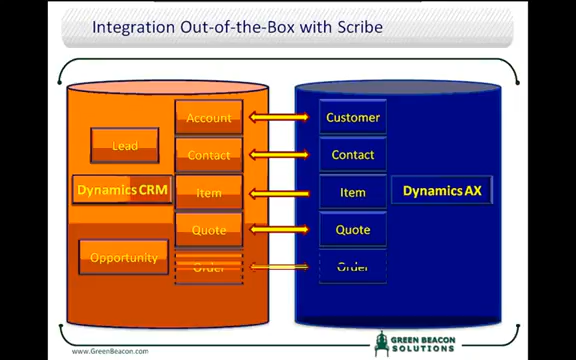 Integration Out-of-the-Box with Scribe
Account
Customer
Lead
Contact
Contact
Dynamics CRM
Item
Item
Dynamics AX
Quote
Quote
Opportunity
Order
Order
www.GreenBeacon.com
GREEN BEACON
SOLUTIONS